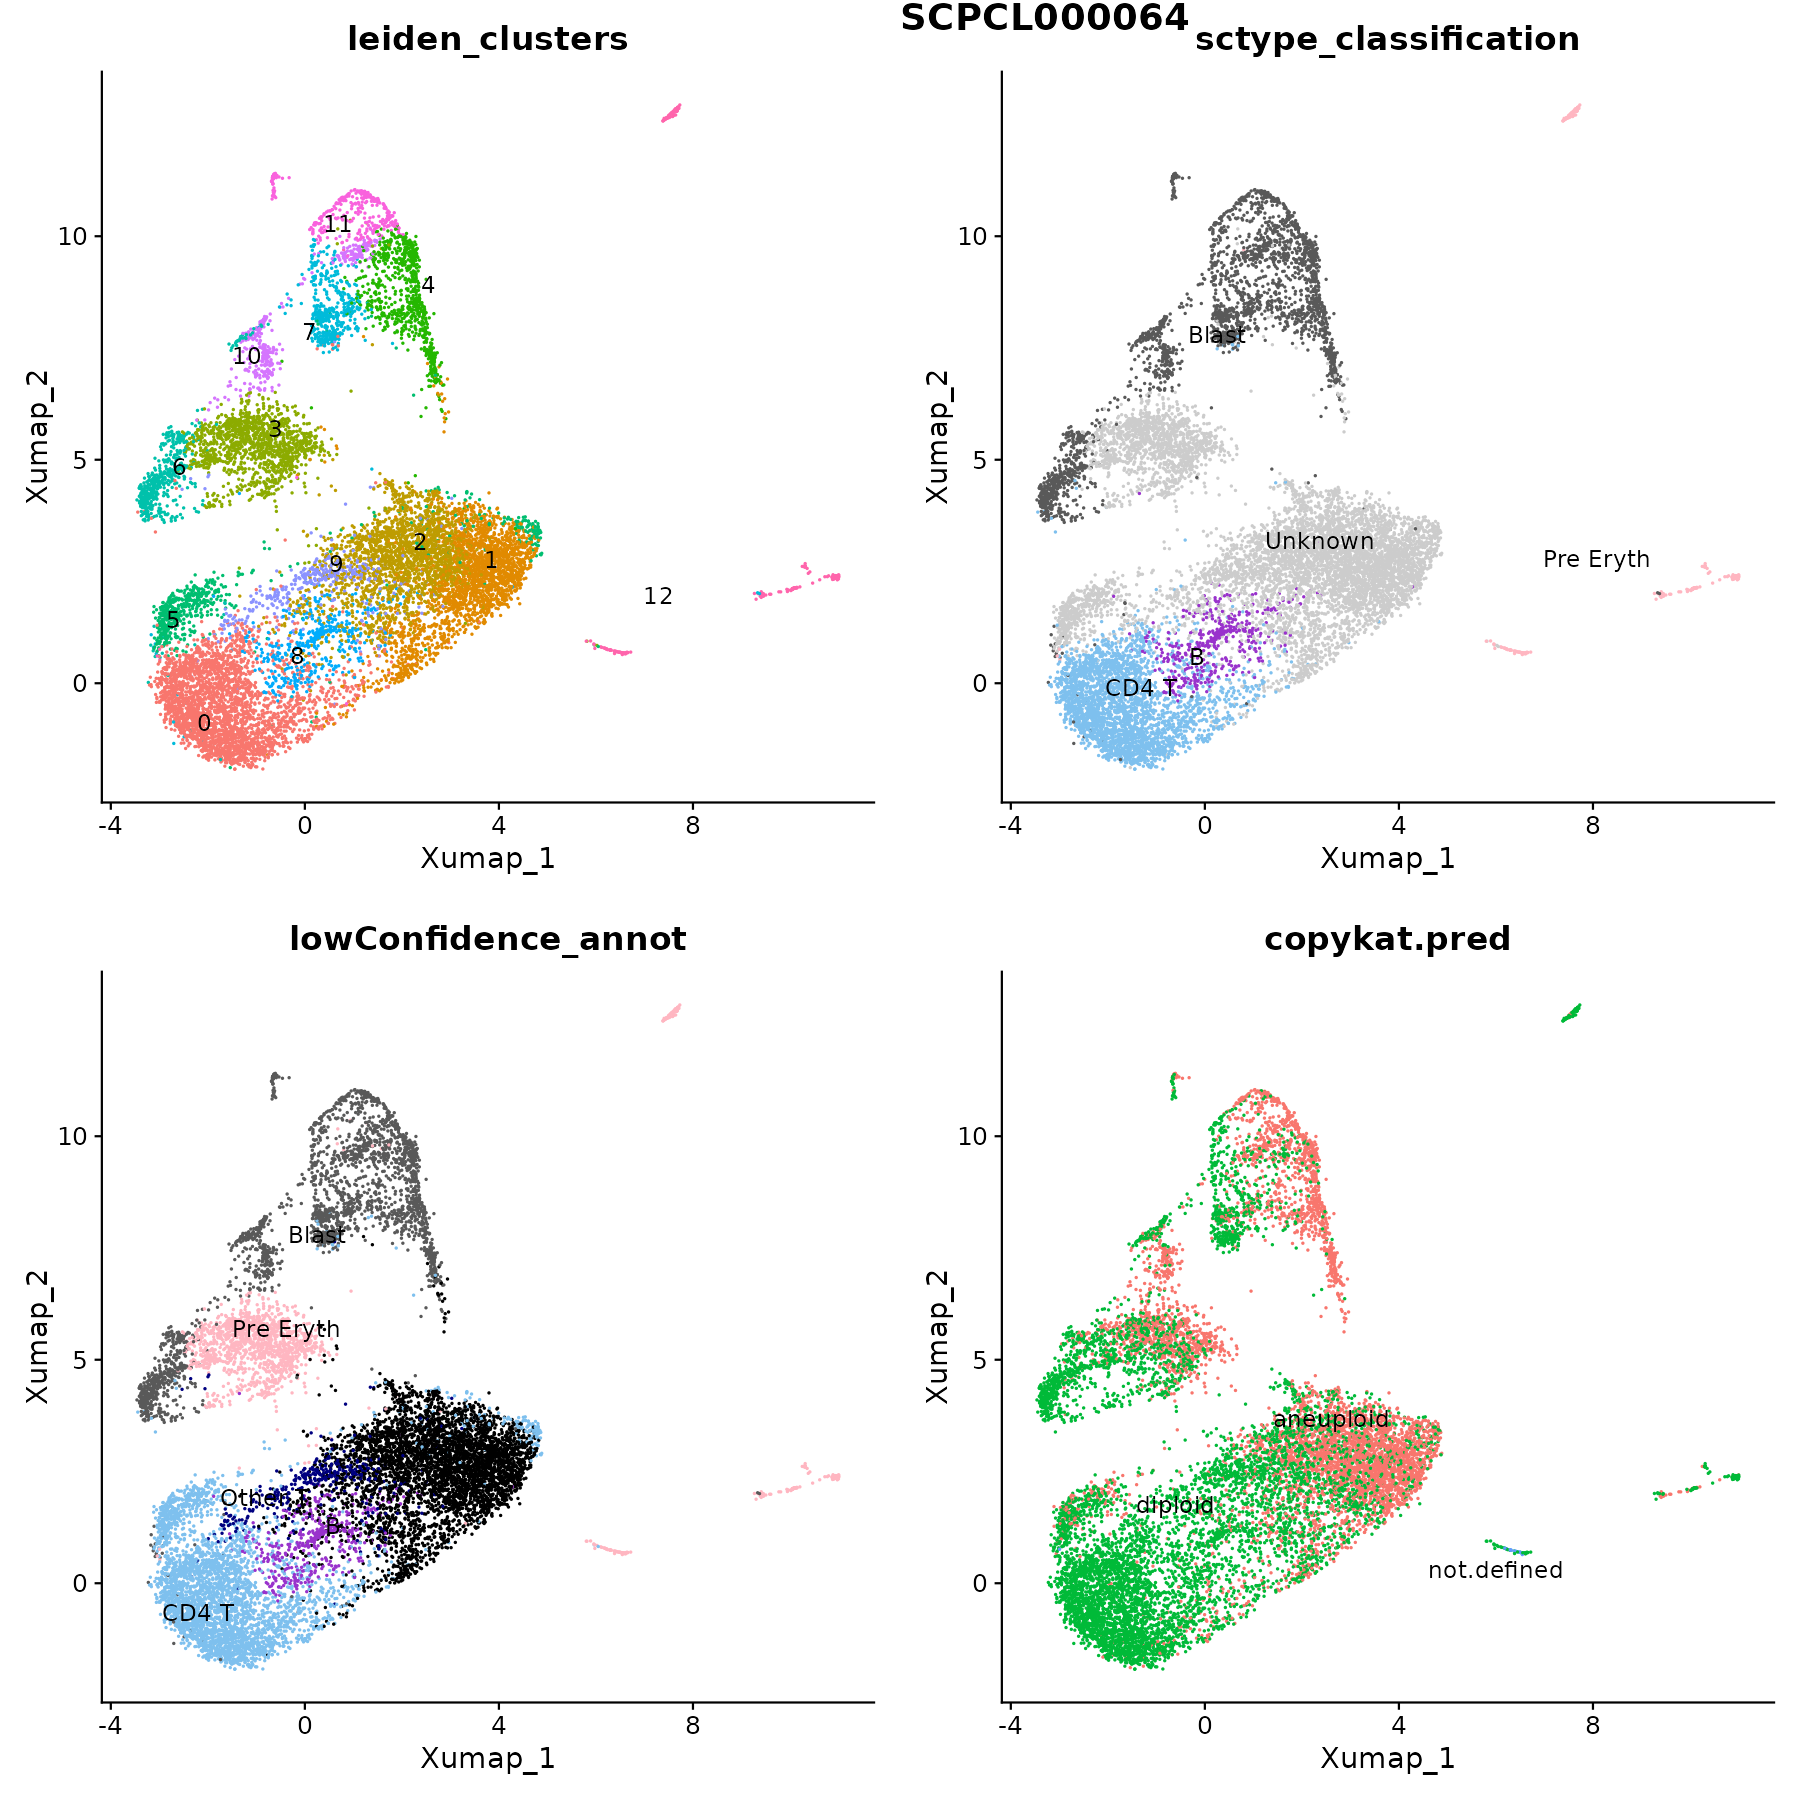 SCPCL000064
leiden_clusters
sctype_classification
11
4
7
10
3
6
2
9
1
12
5
8
0
10
5
0
-4 0 4 8
Xumap_1
Xumap_2
Blast
Unknown
Pre Eryth
B
CD4 T
10
5
0
-4 0 4 8
Xumap_1
Xumap_2
lowConfidence_annot
copykat.pred
Blast
Pre Eryth
Other T
B
CD4 T
10
5
0
-4 0 4 8
Xumap_1
Xumap_2
aneuploid
diploid
not.defined
10
5
0
-4 0 4 8
Xumap_1
Xumap_2